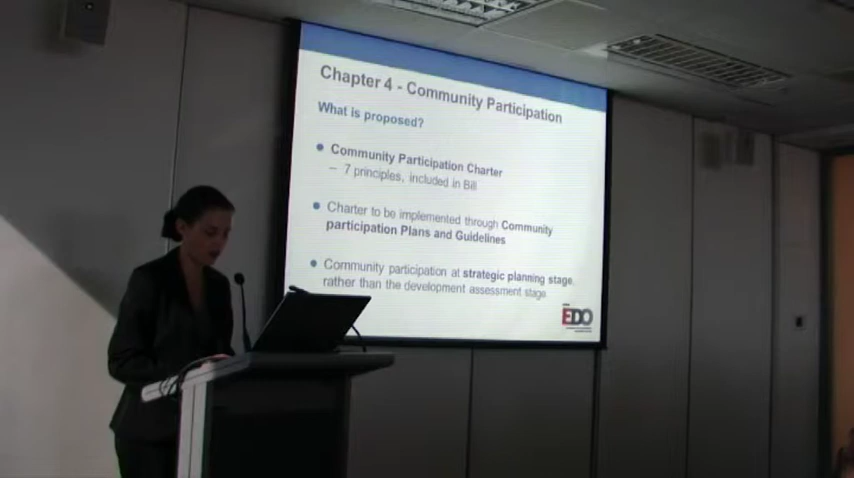 Chapter 4 - Community Participation
What is proposed?
Community Participation Charter
– 7 principles, included in Bill
Charter to be implemented through Community
participation Plans and Guidelines
Community participation at strategic planning stage
rather than the development assessment stage
EDO